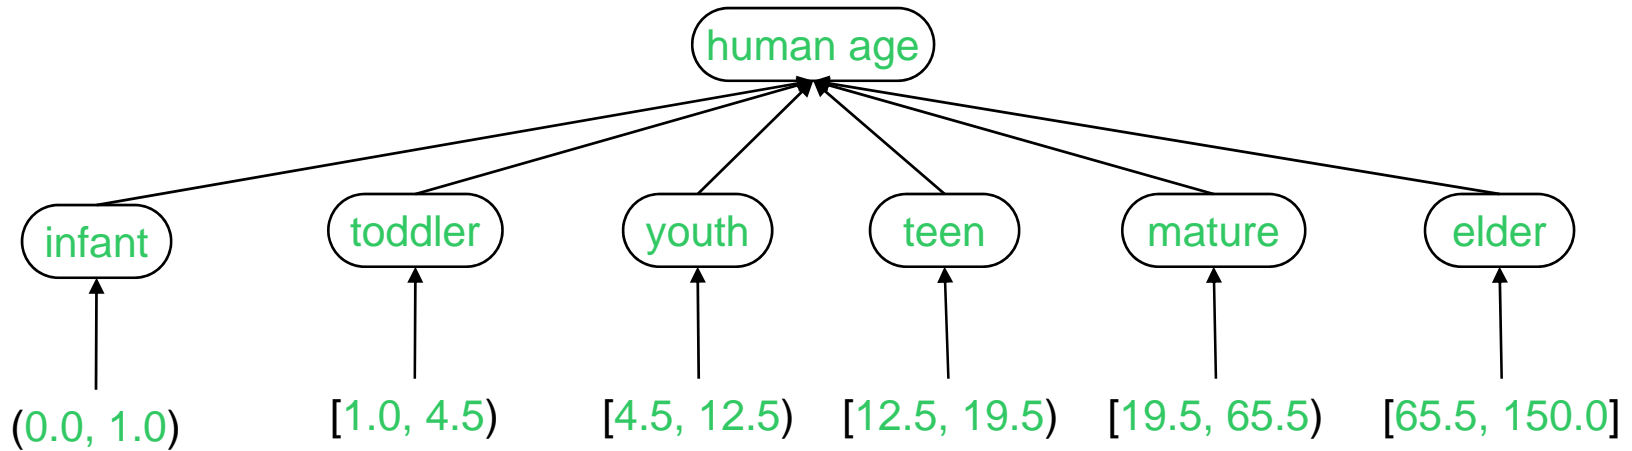 human age
infant toddler youth teen mature elder
(0.0, 1.0) [1.0, 4.5) [4.5, 12.5) [12.5, 19.5) [19.5, 65.5) [65.5, 150.0]